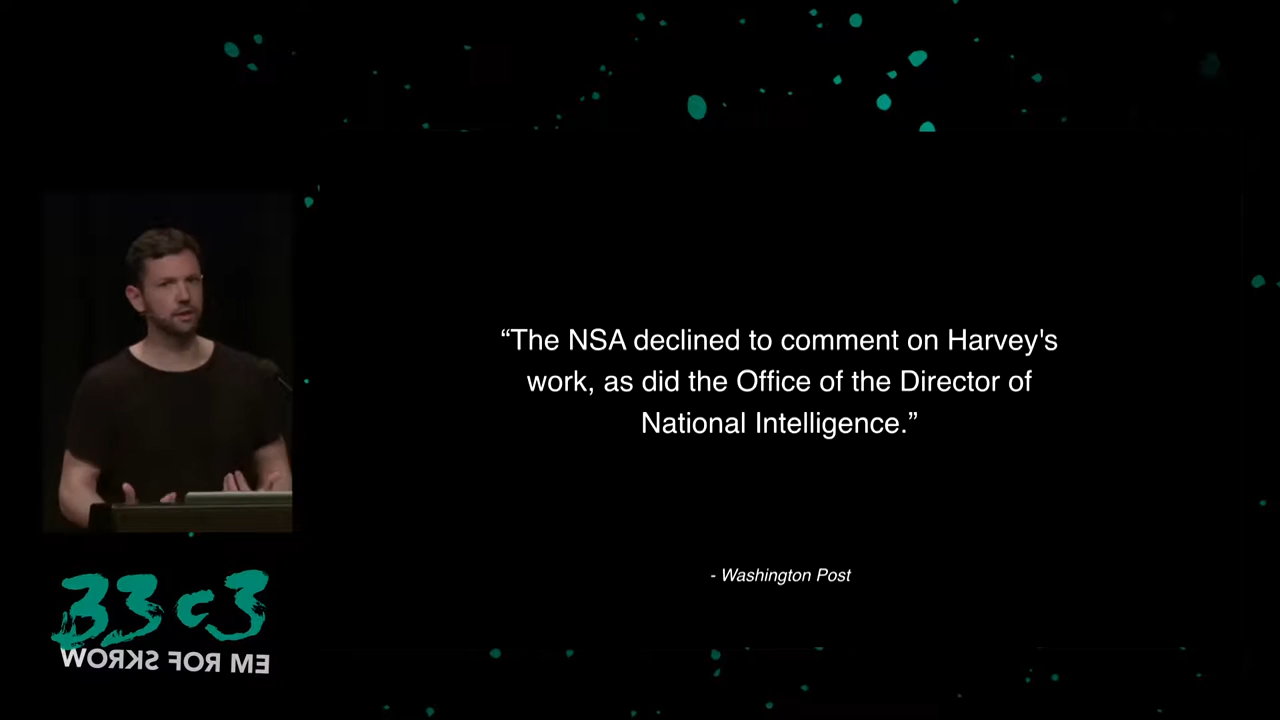 “The NSA declined to comment on Harvey's
work, as did the Office of the Director of
National Intelligence.”
- Washington Post
33c3
WORKS FOR ME